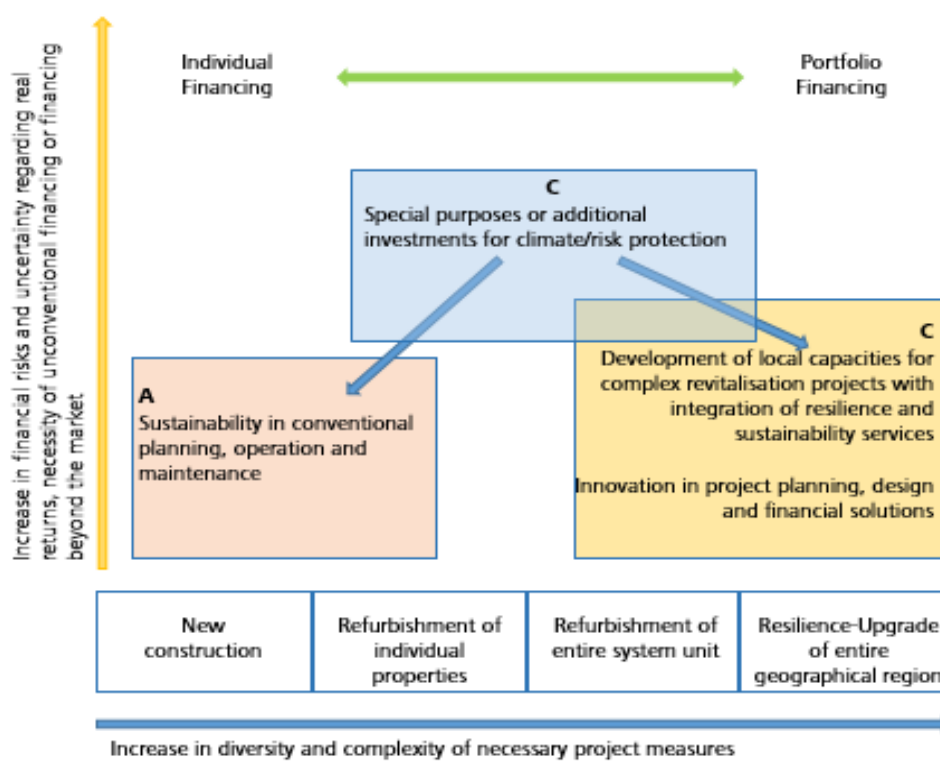 Increase in financial risks and uncertainty regarding real
returns, necessity of unconventional financing or financing
beyond the market
Individual
Financing
Portfolio
Financing
C
Special purposes or additional
investments for climate/risk protection
A
Sustainability in conventional
planning, operation and
maintenance
C
Development of local capacities for
complex revitalisation projects with
integration of resilience and
sustainability services
Innovation in project planning, design
and financial solutions
New
construction
Refurbishment of
individual
properties
Refurbishment of
entire system unit
Resilience-Upgrade
of entire
geographical region
Increase in diversity and complexity of necessary project measures